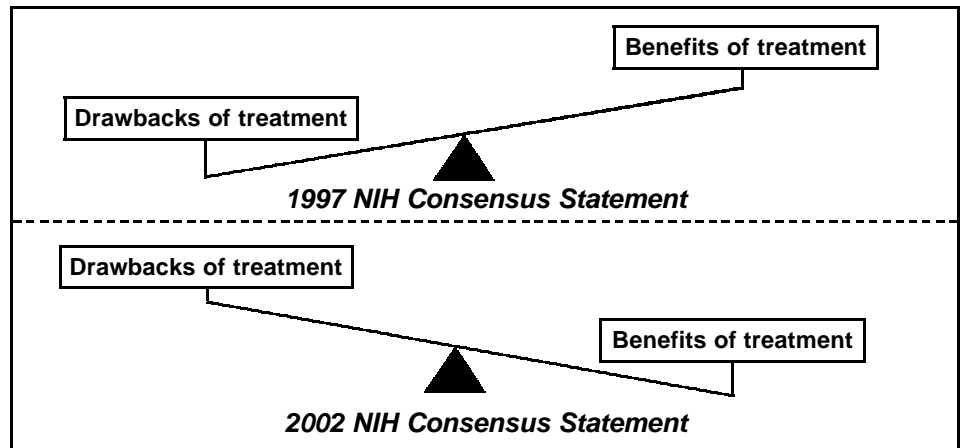 Benefits of treatment
Drawbacks of treatment
1997 NIH Consensus Statement
Drawbacks of treatment
Benefits of treatment
2002 NIH Consensus Statement